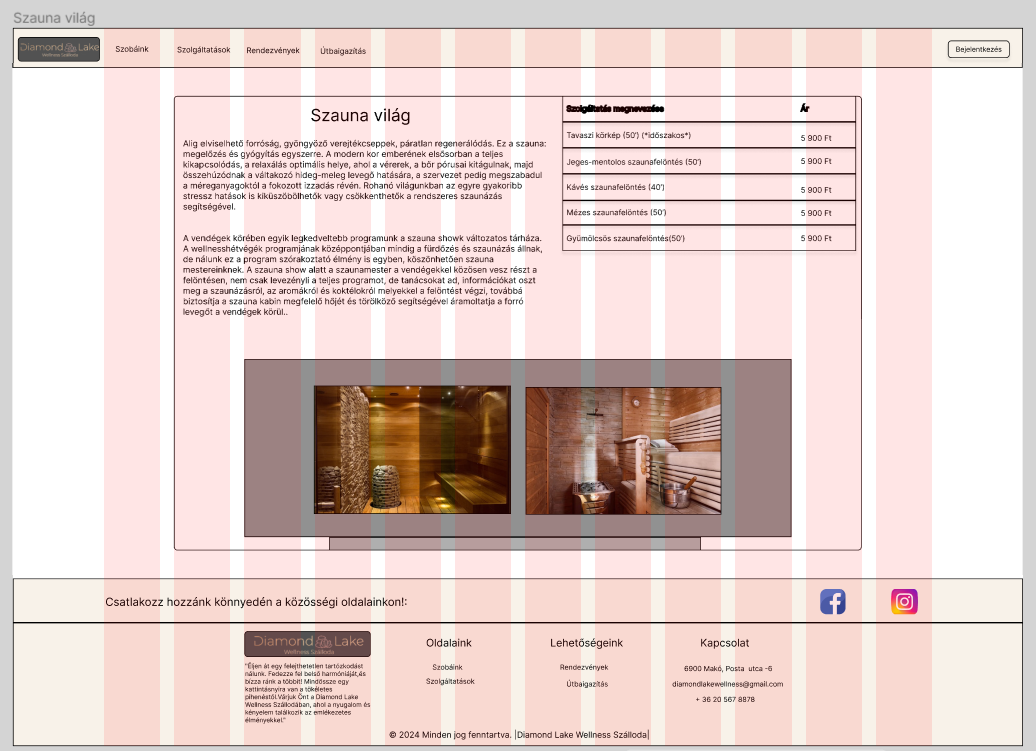 Szauna világ
Diamond Lake
Wellness Szálloda
Szobáink
Szolgáltatások
Rendezvények
Útbaigazítás
Bejelentkezés
Szauna világ
Alig elviselhető forróság, gyöngyöző verejtékcseppek, páratlan regenerálódás. Ez a szauna:
megelőzés és gyógyítás egyszerre. A modern kor emberének elsősorban a teljes
kikapcsolódás, a relaxálás optimális helye, ahol a vérerek, a bőr pórusai kitágulnak, majd
összehúzódnak a váltakozó hideg-meleg levegő hatására, a szervezet pedig megszabadul
a méreganyagoktól a fokozott izzadás révén. Rohanó világunkban az egyre gyakoribb
stressz hatások is kiküszöbölhetők vagy csökkenthetők a rendszeres szaunázás
segítségével.
A vendégek körében egyik legkedveltebb programunk a szauna showk változatos tárháza.
A wellnesshétvégék programjának középpontjában mindig a fürdőzés és szaunázás állnak,
de nálunk ez a program szórakoztató élmény is egyben, köszönhetően szauna
mestereinknek. A szauna show alatt a szaunamester a vendégekkel közösen vesz részt a
felöntésen, nem csak levezényli a teljes programot, de tanácsokat ad, információkat oszt
meg a szaunázásról, az aromákról és koktélokról melyekkel a felöntést végzi, továbbá
biztosítja a szauna kabin megfelelő hőjét és törölköző segítségével áramoltatja a forró
levegőt a vendégek körül..
Szolgáltatás megnevezése Ár
Tavaszi körkép (50') (*időszakos*) 5 900 Ft
Jeges-mentolos szaunafelöntés (50') 5 900 Ft
Kávés szaunafelöntés (40') 5 900 Ft
Mézes szaunafelöntés (50') 5 900 Ft
Gyümölcsös szaunafelöntés(50') 5 900 Ft
Csatlakozz hozzánk könnyedén a közösségi oldalainkon!:
Diamond Lake
Wellness Szálloda
"Éljen át egy felejthetetlen tartózkodást
nálunk. Fedezze fel belső harmóniáját,és
bízza ránk a többit! Mindössze egy
kattintásnyira van a tökéletes
pihenéstől.Várjuk Önt a Diamond Lake
Wellness Szállodában, ahol a nyugalom és
kényelem találkozik az emlékezetes
élményekkel."
Oldalaink
Szobáink
Szolgáltatások
Lehetőségeink
Rendezvények
Útbaigazítás
Kapcsolat
6900 Makó, Posta utca -6
diamondlakewellness@gmail.com
+ 36 20 567 8878
© 2024 Minden jog fenntartva. |Diamond Lake Wellness Szálloda|